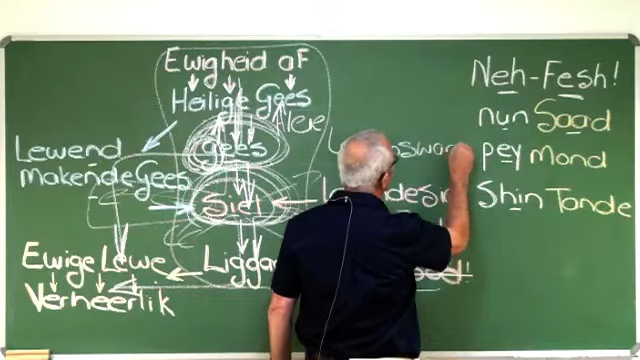 Ewigheid af
Heilige Gees
lewe
gees
Lewend
makende Gees
Siel
Ewige Lewe
Verheerlik
Neh-Fesh!
nun Saad
pey Mond
Shin Tande